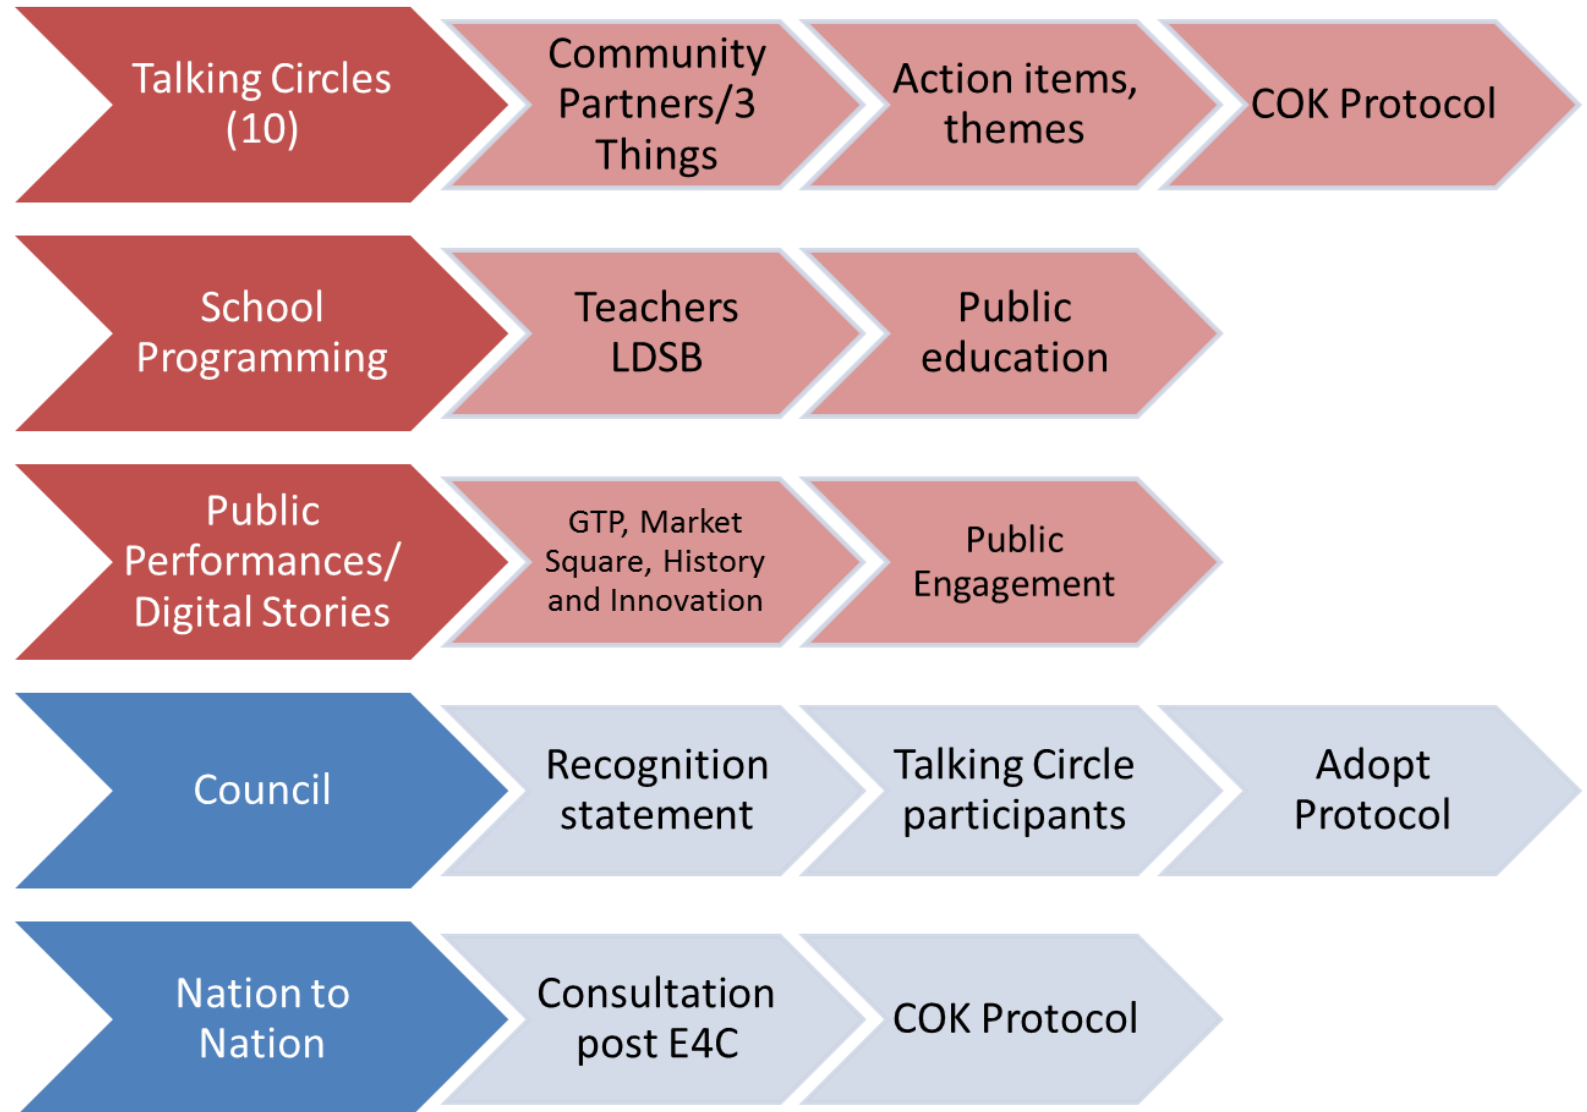 Talking Circles
(10)
Community
Partners/3
Things
Action items,
themes
COK Protocol
School
Programming
Teachers
LDSB
Public
education
Public
Performances/
Digital Stories
GTP, Market
Square, History
and Innovation
Public
Engagement
Council
Recognition
statement
Talking Circle
participants
Adopt
Protocol
Nation to
Nation
Consultation
post E4C
COK Protocol